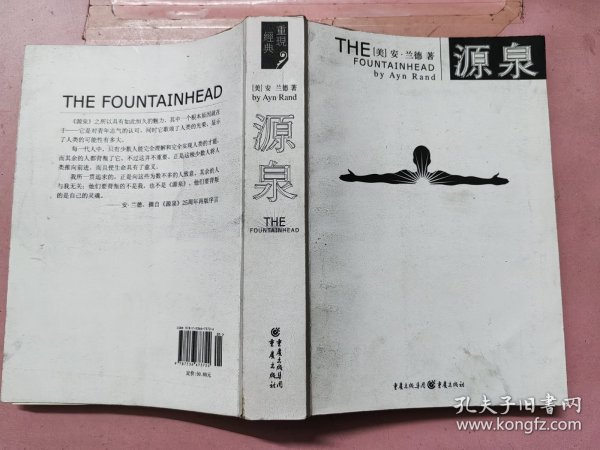 THE FOUNTAINHEAD
《源泉》之所以具有如此恒久的魅力,其中一个根本原因就在
于——它是对青年志气的认可,同时它歌颂了人类的光荣,显示
了人类的可能性有多大。
每一代人中,只有少数人能完全理解和完全实现人类的才能,
而其余的人都背叛了它。不过这并不重要。正是这极少数人将人
类推向前进,而且使生命具有了意义。
我所一贯追求的,正是向这些为数不多的人致意。其余的人
与我无关;他们要背叛的不是我,也不是《源泉》。他们要背叛
的是自己的灵魂。
——安·兰德,摘自《源泉》25周年再版序言
定价:50.80元
重现
經典
[美] 安 兰德 著
by Ayn Rand
源泉
THE
FOUNTAINHEAD
重庆出版集团
重庆出版社
THE [美] 安·兰德 著
FOUNTAINHEAD
by Ayn Rand
源泉
重庆出版集团 重庆出版社
孔夫子旧书网
www.kongfz.com